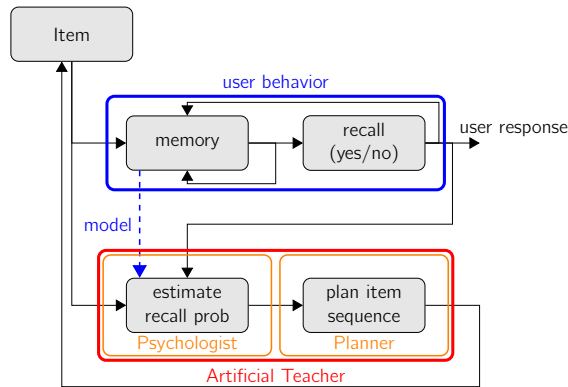 Item
user behavior
memory
recall
(yes/no)
user response
model
estimate
recall prob
plan item
sequence
Psychologist
Planner
Artificial Teacher